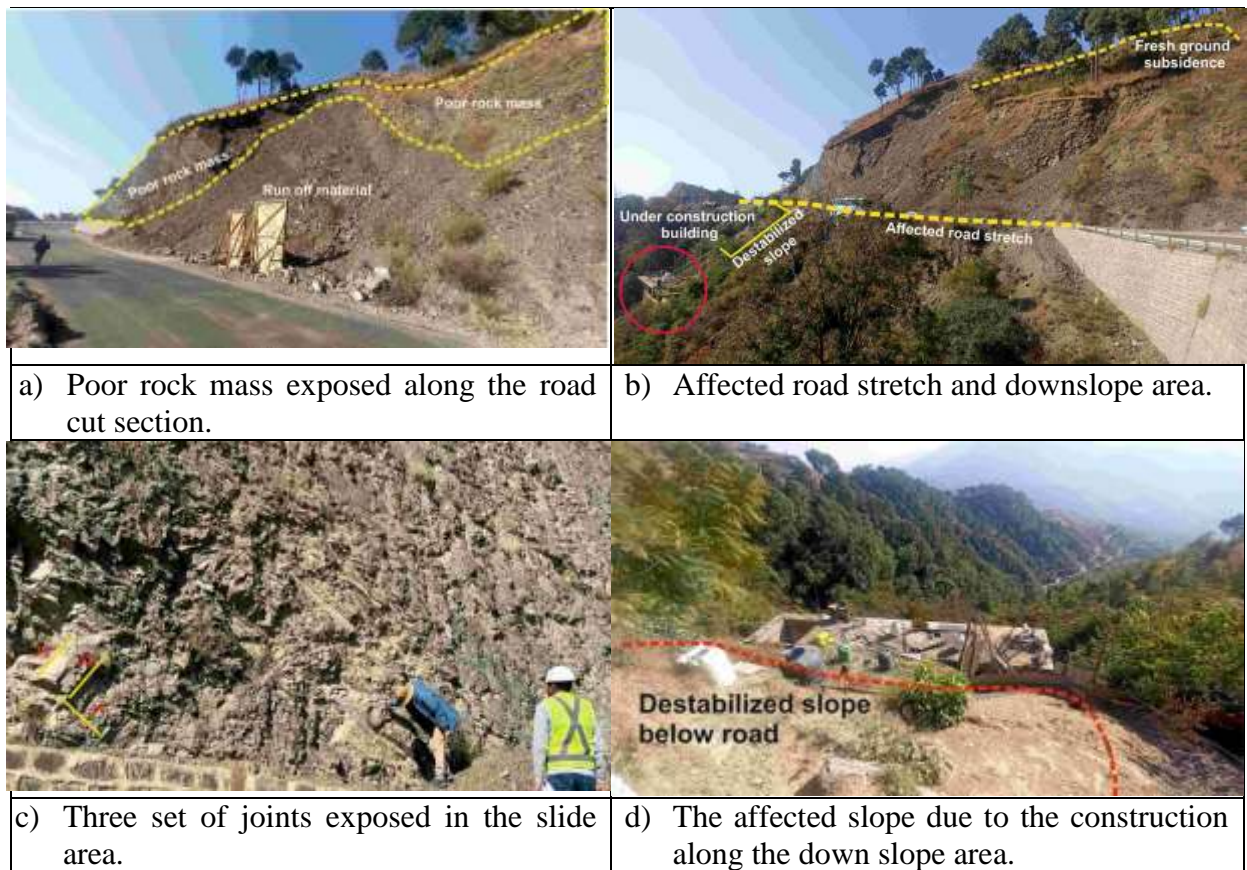 Poor rock mass
Poor rock mass
Run off material
Fresh ground
subsidence
Under construction
building
Destabilized
slope
Affected road stretch
a) Poor rock mass exposed along the road
cut section.
b) Affected road stretch and downslope area.
Destabilized slope
below road
c) Three set of joints exposed in the slide
area.
d) The affected slope due to the construction
along the down slope area.